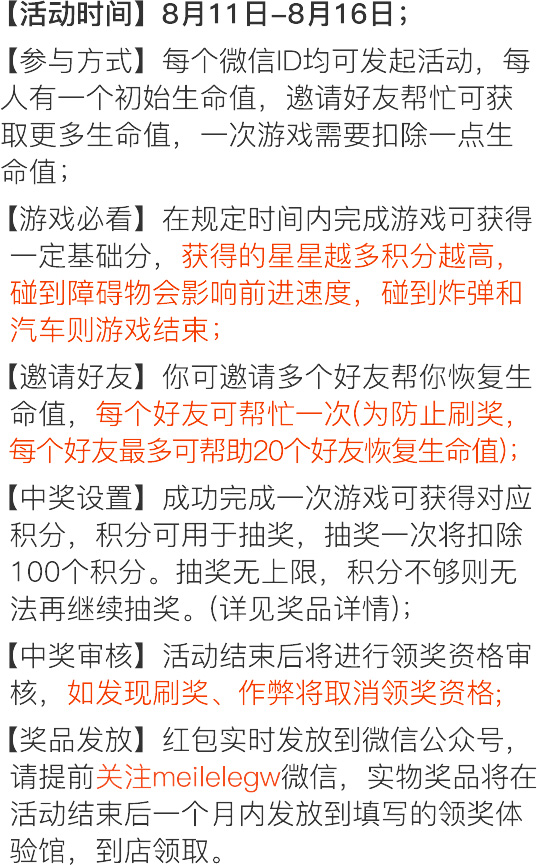 【活动时间】8月11日-8月16日；
【参与方式】每个微信ID均可发起活动，每
人有一个初始生命值，邀请好友帮忙可获
取更多生命值，一次游戏需要扣除一点生
命值；
【游戏必看】在规定时间内完成游戏可获得
一定基础分，获得的星星越多积分越高，
碰到障碍物会影响前进速度，碰到炸弹和
汽车则游戏结束；
【邀请好友】你可邀请多个好友帮你恢复生
命值，每个好友可帮忙一次(为防止刷奖，
每个好友最多可帮助20个好友恢复生命值)；
【中奖设置】成功完成一次游戏可获得对应
积分，积分可用于抽奖，抽奖一次将扣除
100个积分。抽奖无上限，积分不够则无
法再继续抽奖。(详见奖品详情)；
【中奖审核】活动结束后将进行领奖资格审
核，如发现刷奖、作弊将取消领奖资格;
【奖品发放】红包实时发放到微信公众号，
请提前关注meilelegw微信，实物奖品将在
活动结束后一个月内发放到填写的领奖体
验馆，到店领取。